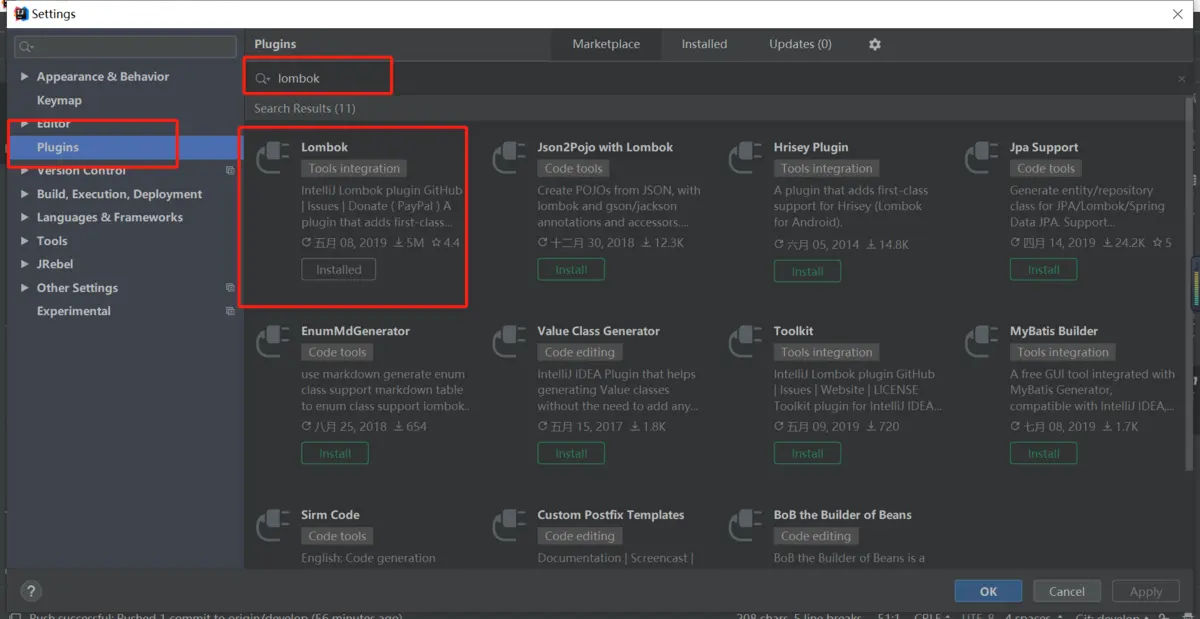 Settings
Plugins
Marketplace
Installed
Updates (0)
lombok
Search Results (11)
Appearance & Behavior
Keymap
Editor
Plugins
Version Control
Build, Execution, Deployment
Languages & Frameworks
Tools
JRebel
Other Settings
Experimental
Lombok
Tools integration
IntelliJ Lombok plugin GitHub
| Issues | Donate ( PayPal ) A
plugin that adds first-class...
五月 08, 2019 5M 4.4
Installed
Json2Pojo with Lombok
Code tools
Create POJOs from JSON, with
lombok and gson/jackson
annotations and accessors....
十二月 30, 2018 12.3K
Install
Hrisey Plugin
Tools integration
A plugin that adds first-class
support for Hrisey (Lombok
for Android).
六月 05, 2014 14.8K
Install
Jpa Support
Code tools
Generate entity/repository
class for JPA/Lombok/Spring
Data JPA. Support...
四月 14, 2019 24.2K 5
Install
EnumMdGenerator
Code tools
use markdown generate enum
class support markdown table
to enum class support lombok..
八月 25, 2018 654
Install
Value Class Generator
Code editing
IntelliJ IDEA Plugin that helps
generating Value classes
without the need to add any...
五月 15, 2017 1.8K
Install
Toolkit
Tools integration
IntelliJ Lombok plugin GitHub
| Issues | Website | LICENSE
Toolkit plugin for IntelliJ IDEA...
五月 09, 2019 720
Install
MyBatis Builder
Tools integration
A free GUI tool integrated with
MyBatis Generator,
compatible with IntelliJ IDEA,...
七月 08, 2019 1.7K
Install
Sirm Code
Code tools
English: Code generation
Custom Postfix Templates
Code editing
Documentation | Screencast |
BoB the Builder of Beans
Code editing
BoB the Builder of Beans is a
?
OK
Cancel
Apply
Push successful: Pushed 1 commit to origin/develop (56 minutes ago)
208 chars, 5 line breaks 51:1 CRLF UTF-8 4 spaces Git: develop